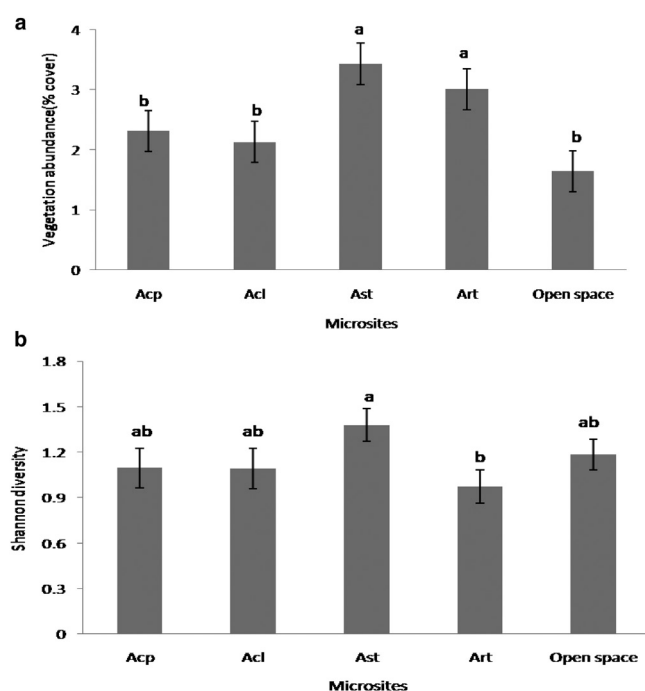 a
Vegetation abundance(% cover)
4
3
2
1
0
b
b
a
a
b
Acp Acl Ast Art Open space
Microsites
b
Shannon diversity
1.8
1.5
1.2
0.9
0.6
0.3
0
ab
ab
a
b
ab
Acp Acl Ast Art Open space
Microsites